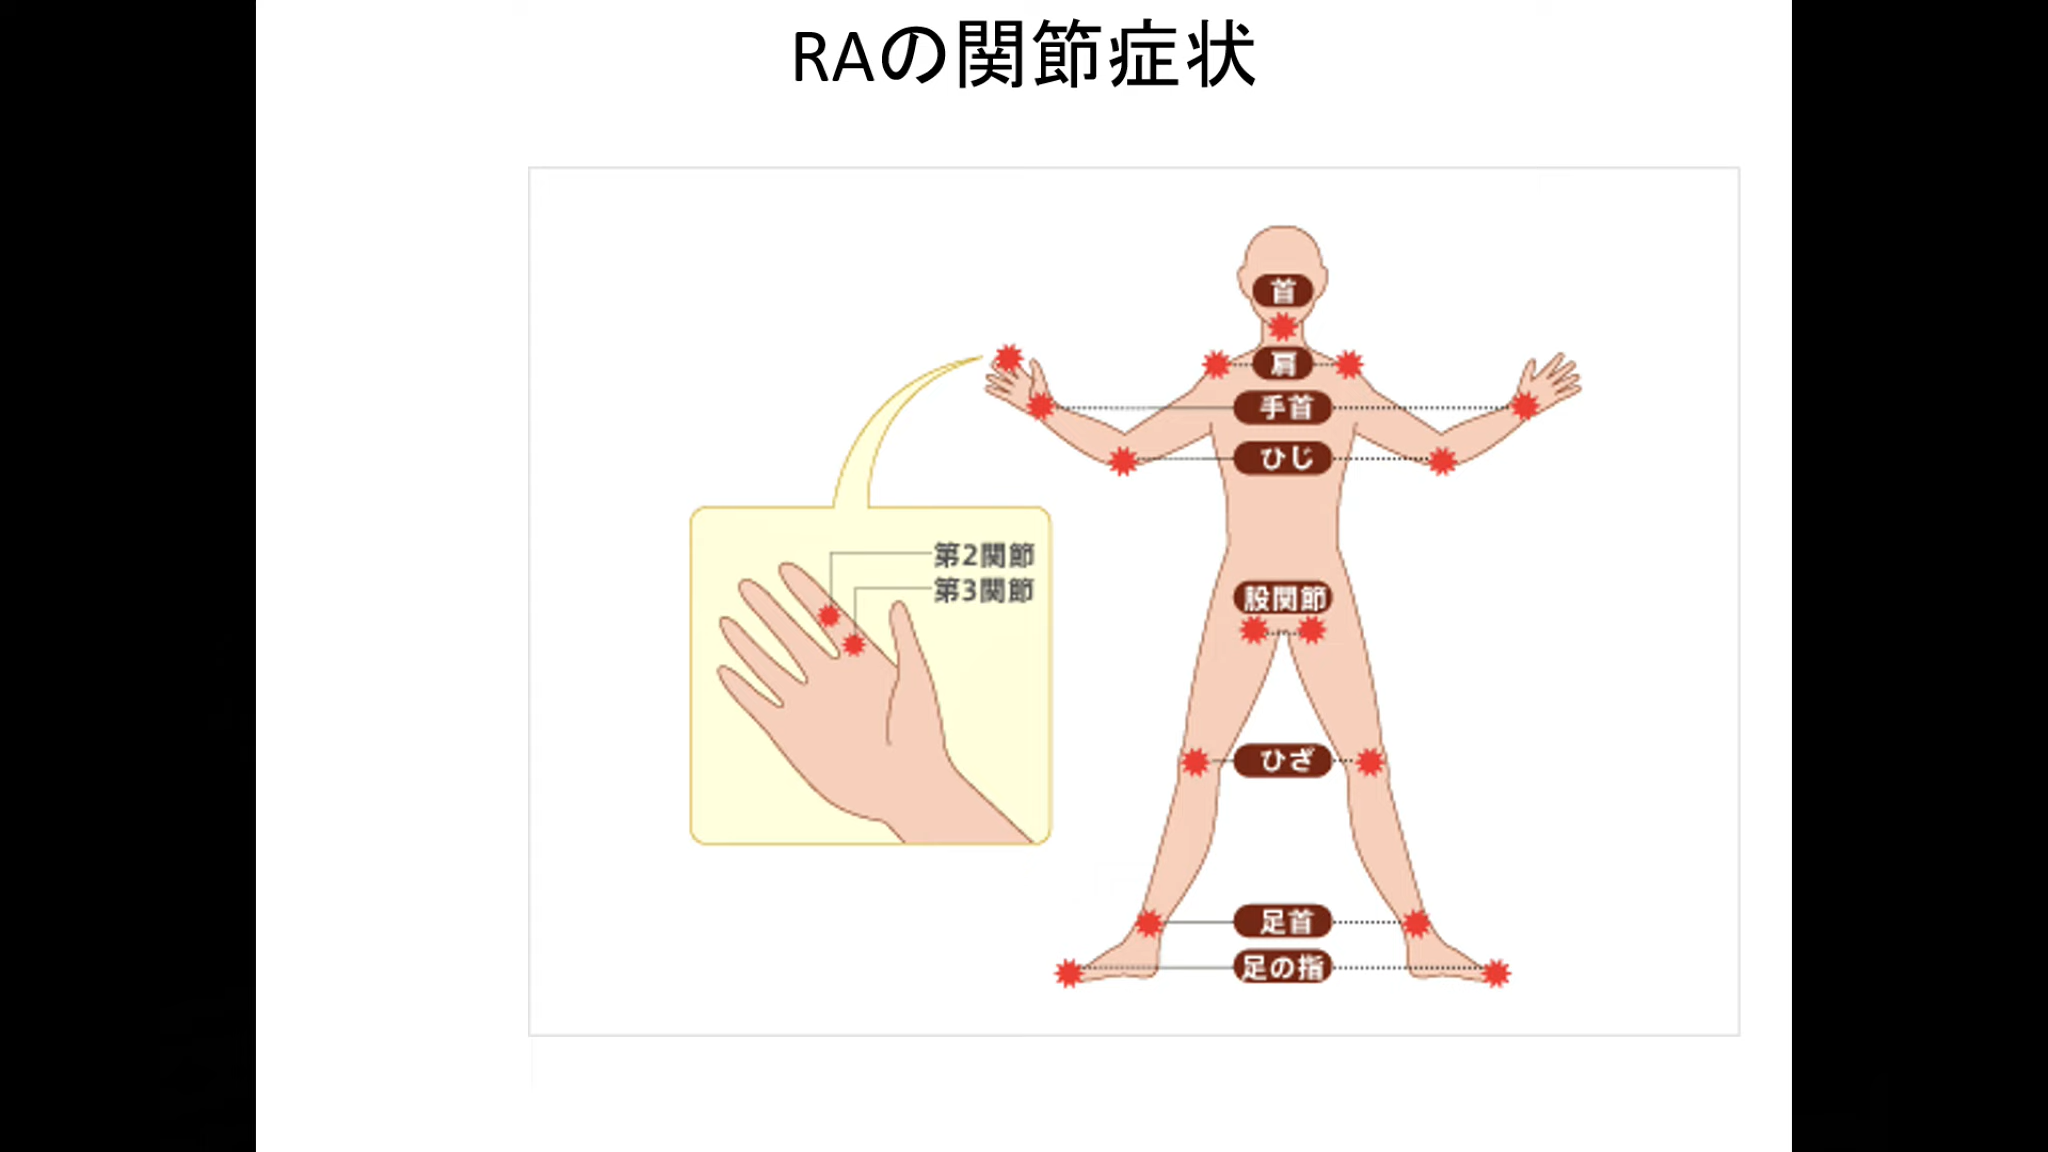 RAの関節症状
首
肩
手首
ひじ
第2関節
第3関節
股関節
ひざ
足首
足の指